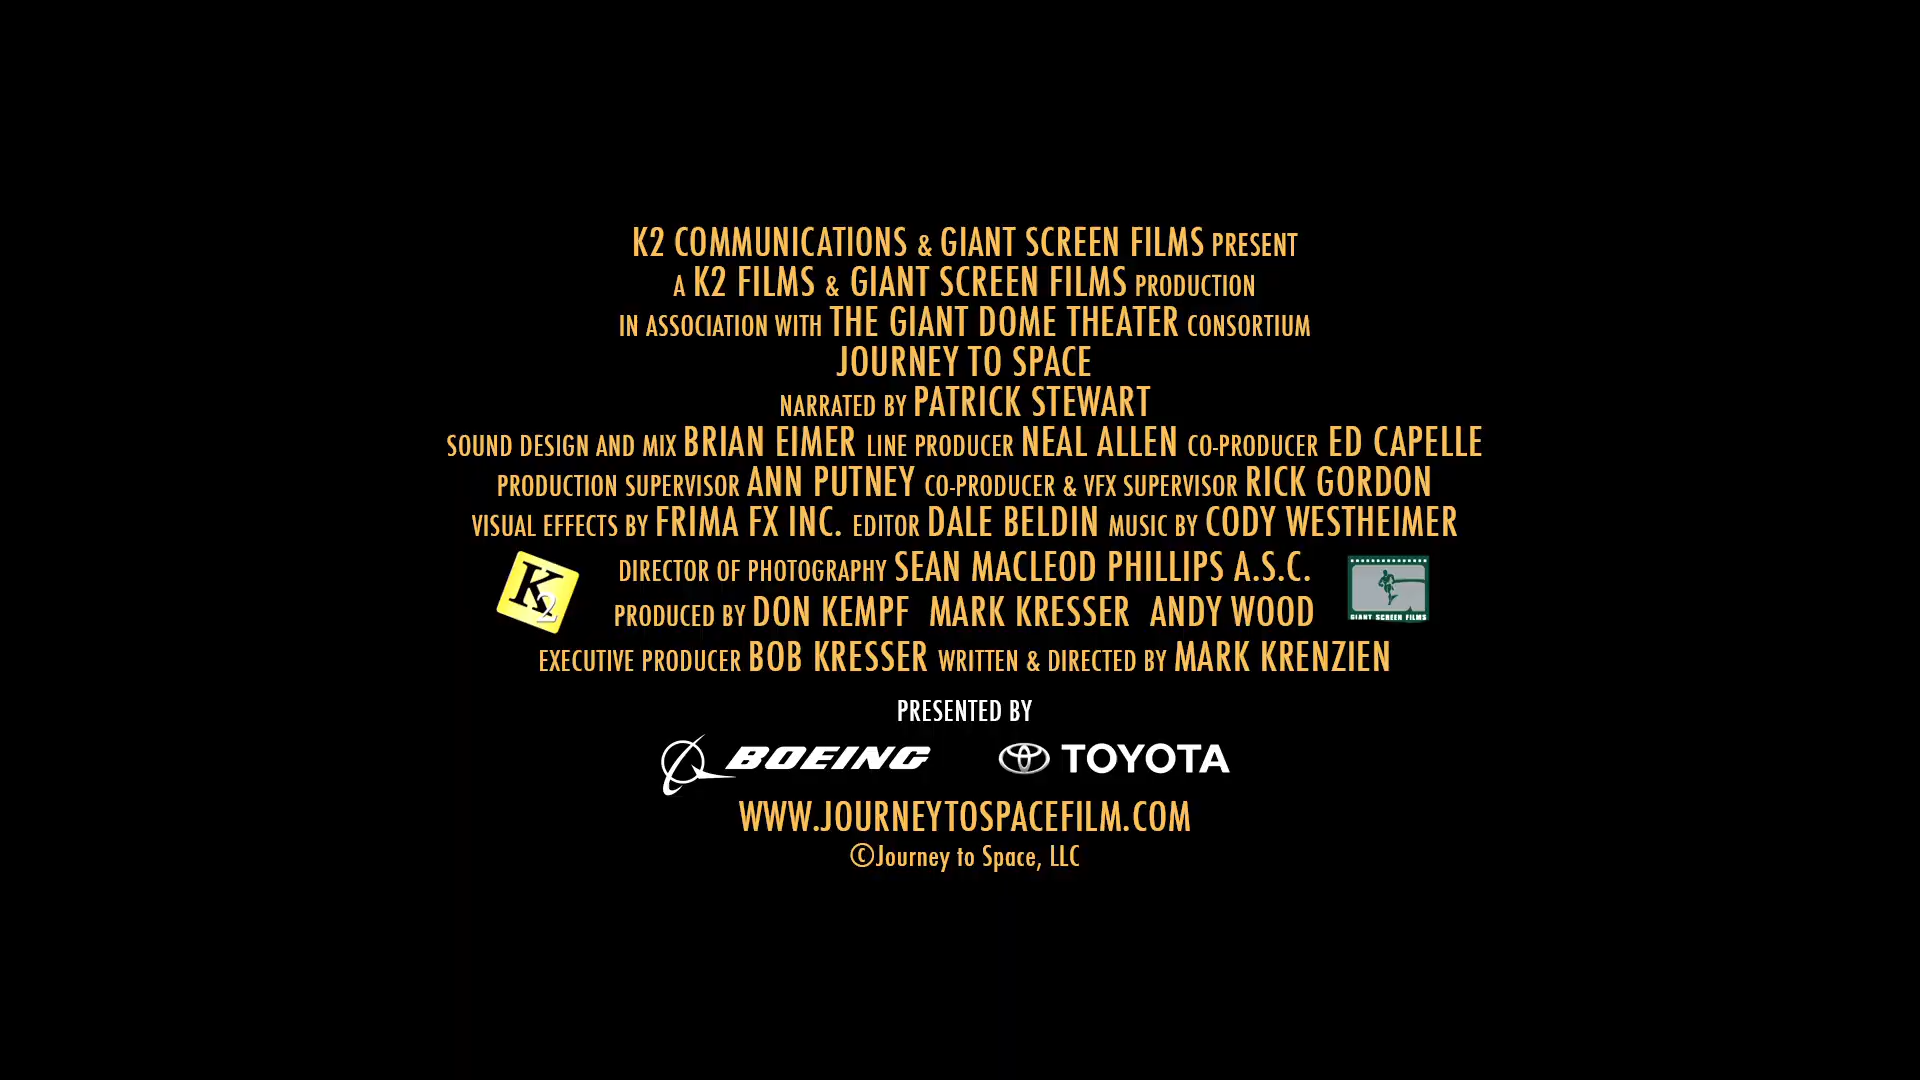 K2 COMMUNICATIONS & GIANT SCREEN FILMS PRESENT
A K2 FILMS & GIANT SCREEN FILMS PRODUCTION
IN ASSOCIATION WITH THE GIANT DOME THEATER CONSORTIUM
JOURNEY TO SPACE
NARRATED BY PATRICK STEWART
SOUND DESIGN AND MIX BRIAN EIMER LINE PRODUCER NEAL ALLEN CO-PRODUCER ED CAPELLE
PRODUCTION SUPERVISOR ANN PUTNEY CO-PRODUCER & VFX SUPERVISOR RICK GORDON
VISUAL EFFECTS BY FRIMA FX INC. EDITOR DALE BELDIN MUSIC BY CODY WESTHEIMER
DIRECTOR OF PHOTOGRAPHY SEAN MACLEOD PHILLIPS A.S.C.
K2
PRODUCED BY DON KEMPF MARK KRESSER ANDY WOOD
GIANT SCREEN FILMS
EXECUTIVE PRODUCER BOB KRESSER WRITTEN & DIRECTED BY MARK KRENZIEN
PRESENTED BY
BOEING TOYOTA
WWW.JOURNEYTOSPACEFILM.COM
©Journey to Space, LLC